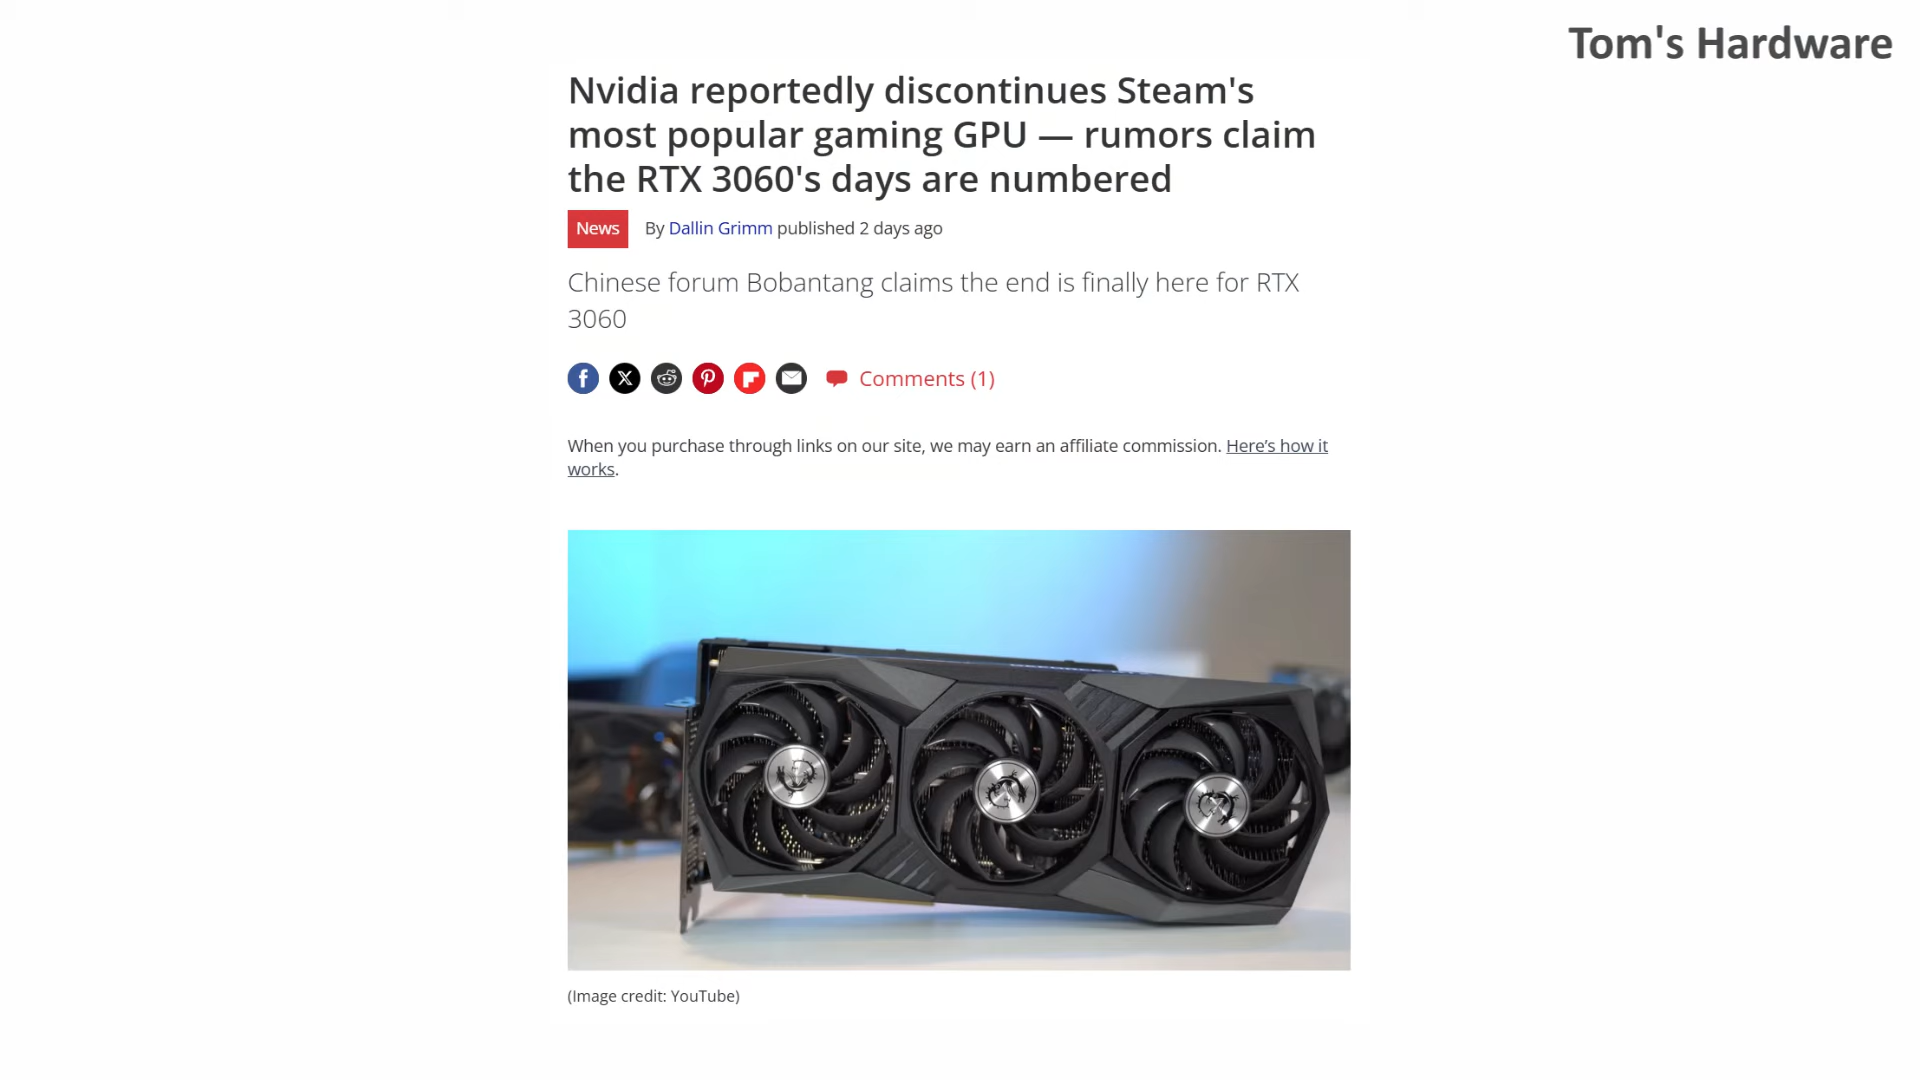 Tom's Hardware
Nvidia reportedly discontinues Steam's
most popular gaming GPU — rumors claim
the RTX 3060's days are numbered
News By Dallin Grimm published 2 days ago
Chinese forum Bobantang claims the end is finally here for RTX
3060
Comments (1)
When you purchase through links on our site, we may earn an affiliate commission. Here's how it
works.
(Image credit: YouTube)